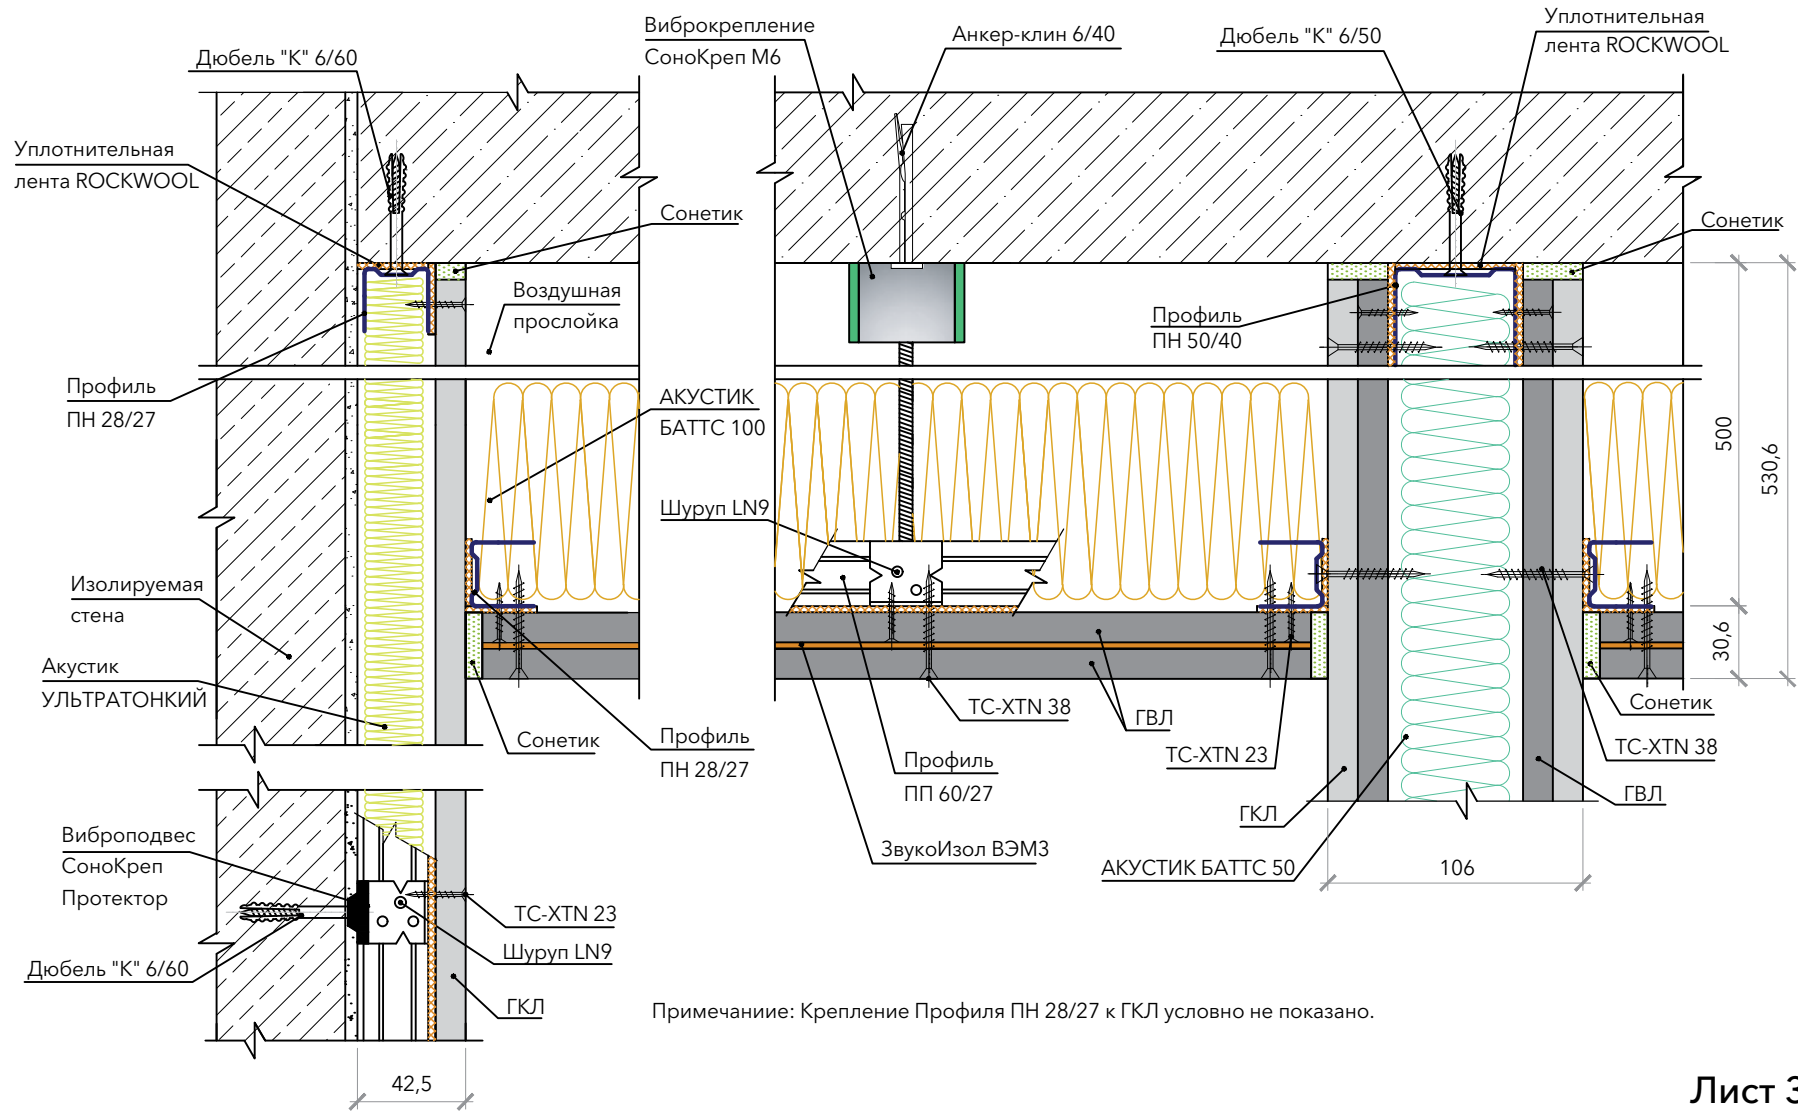 Дюбель "К" 6/60
Виброкрепление
СоноКреп М6
Анкер-клин 6/40
Дюбель "К" 6/50
Уплотнительная
лента ROCKWOOL
Уплотнительная
лента ROCKWOOL
Сонетик
Сонетик
Воздушная
прослойка
Профиль
ПН 50/40
Профиль
ПН 28/27
АКУСТИК
БАТТС 100
500
530,6
Шуруп LN9
Изолируемая
стена
30,6
Акустик
УЛЬТРАТОНКИЙ
Сонетик
Профиль
ПН 28/27
ТС-XTN 38
ГВЛ
Профиль
ПП 60/27
ТС-XTN 23
Сонетик
ТС-XTN 38
ГВЛ
ГКЛ
ЗвукоИзол ВЭМЗ
АКУСТИК БАТТС 50
106
Виброподвес
СоноКреп
Протектор
ТС-XTN 23
Шуруп LN9
Дюбель "К" 6/60
ГКЛ
Примечаниие: Крепление Профиля ПН 28/27 к ГКЛ условно не показано.
42,5
Лист 3